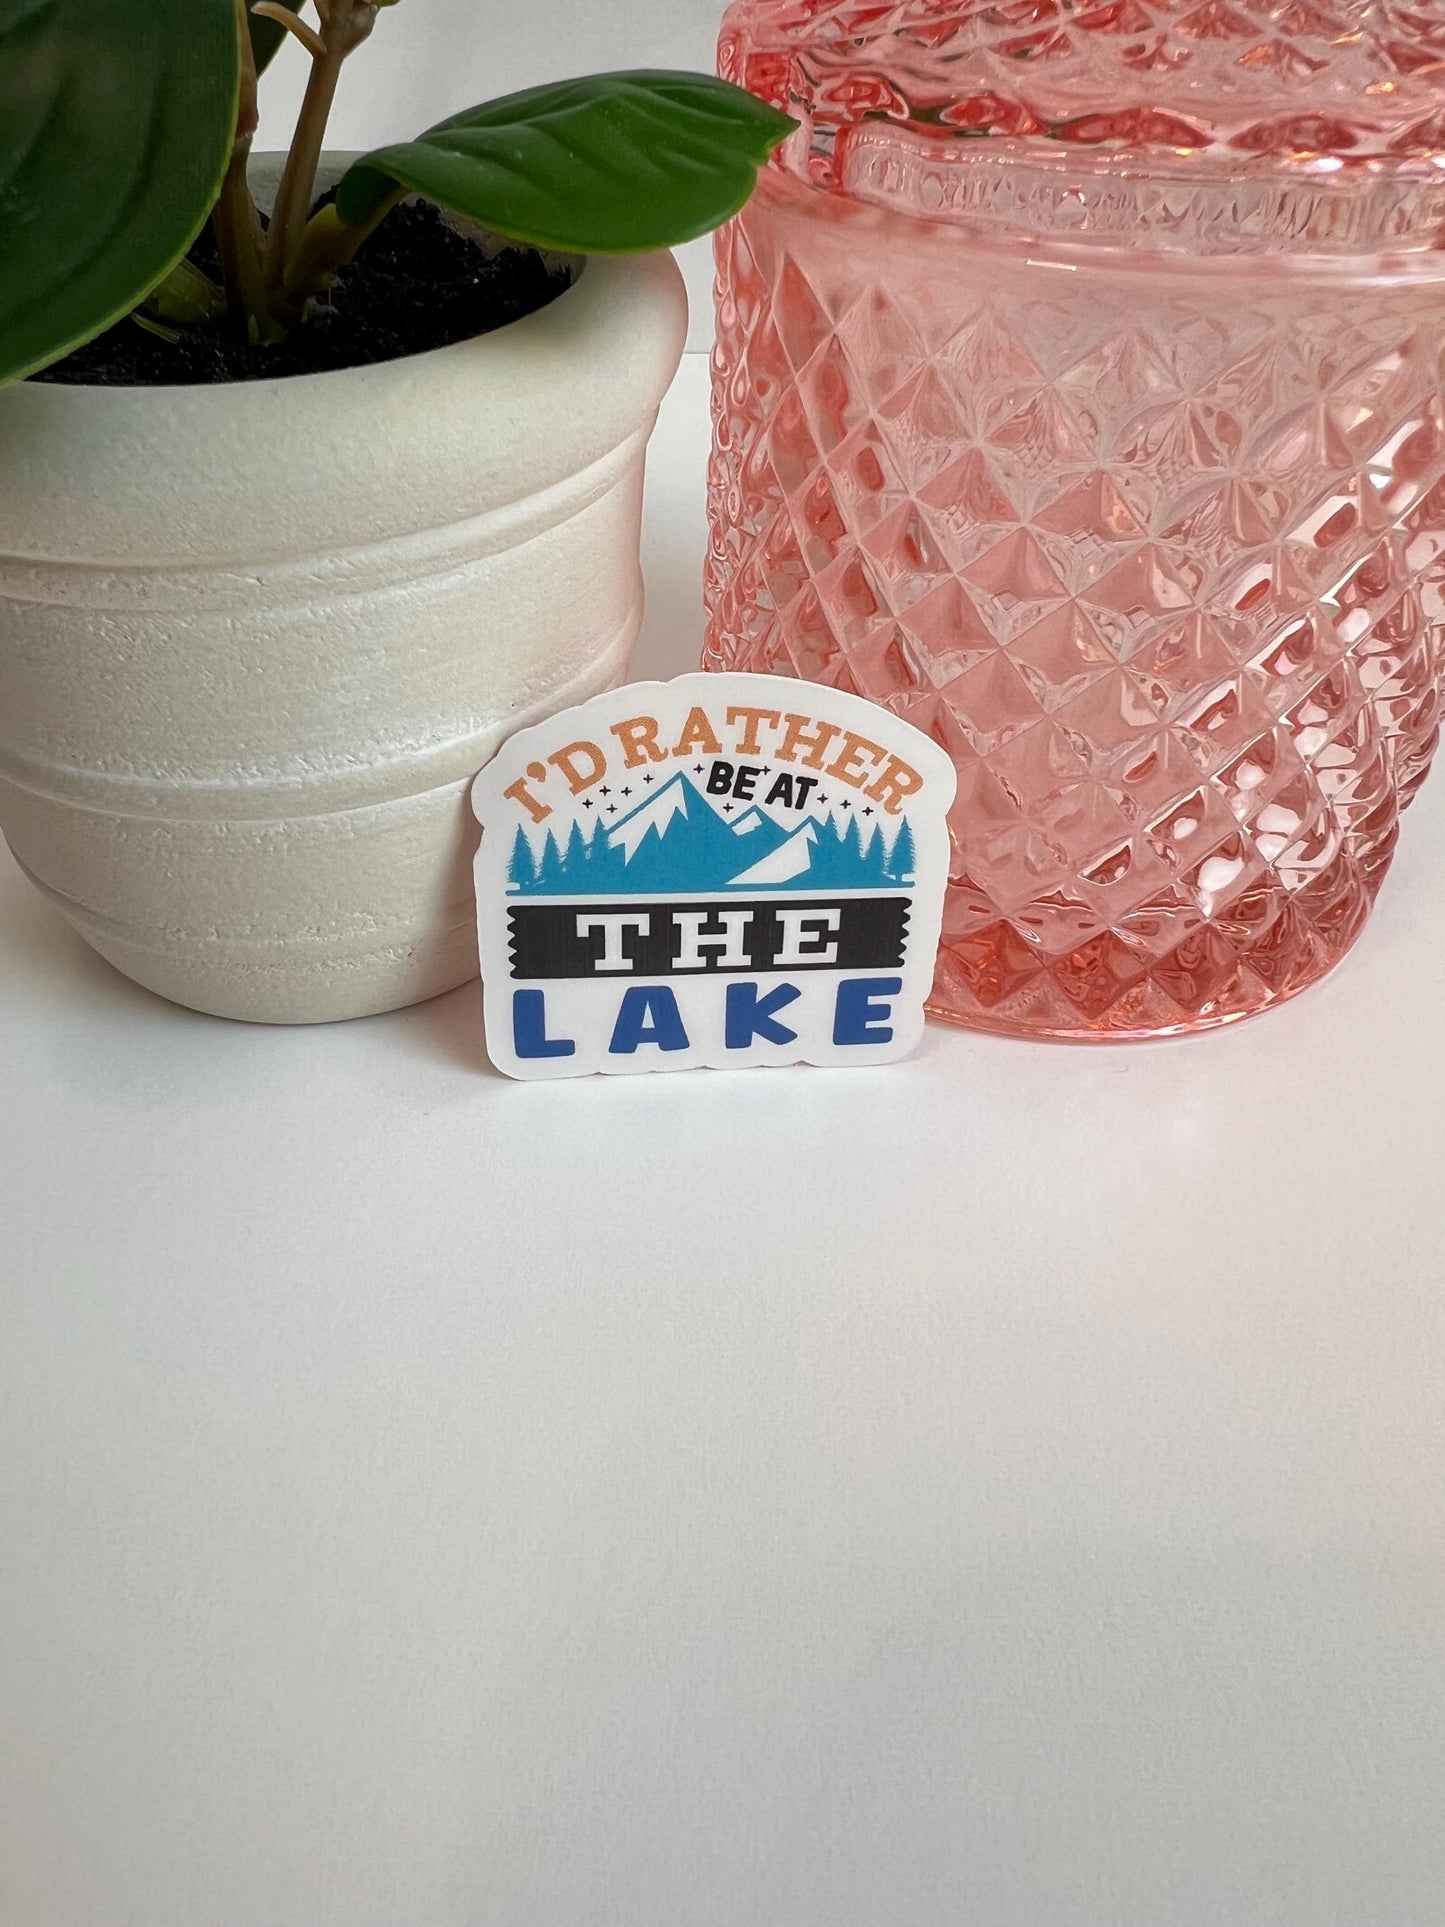 I'D RATHER
BE AT
THE
LAKE